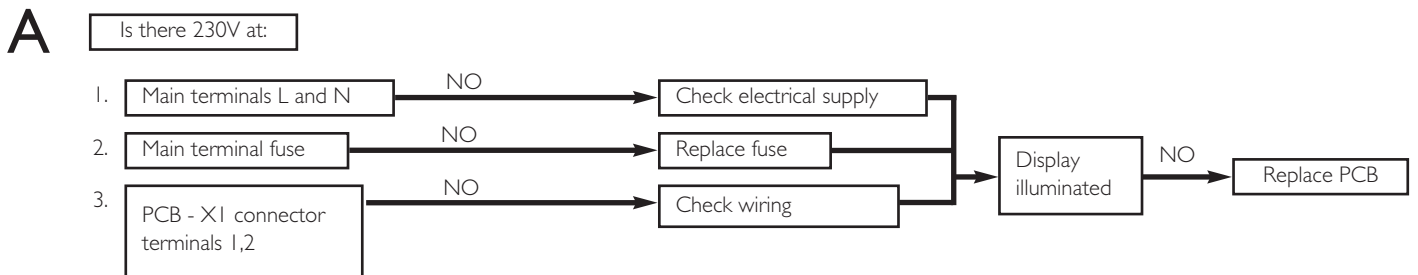 A
Is there 230V at:
1. Main terminals L and N
NO
Check electrical supply
2. Main terminal fuse
NO
Replace fuse
3. PCB - X1 connector
terminals 1,2
NO
Check wiring
Display
illuminated
NO
Replace PCB